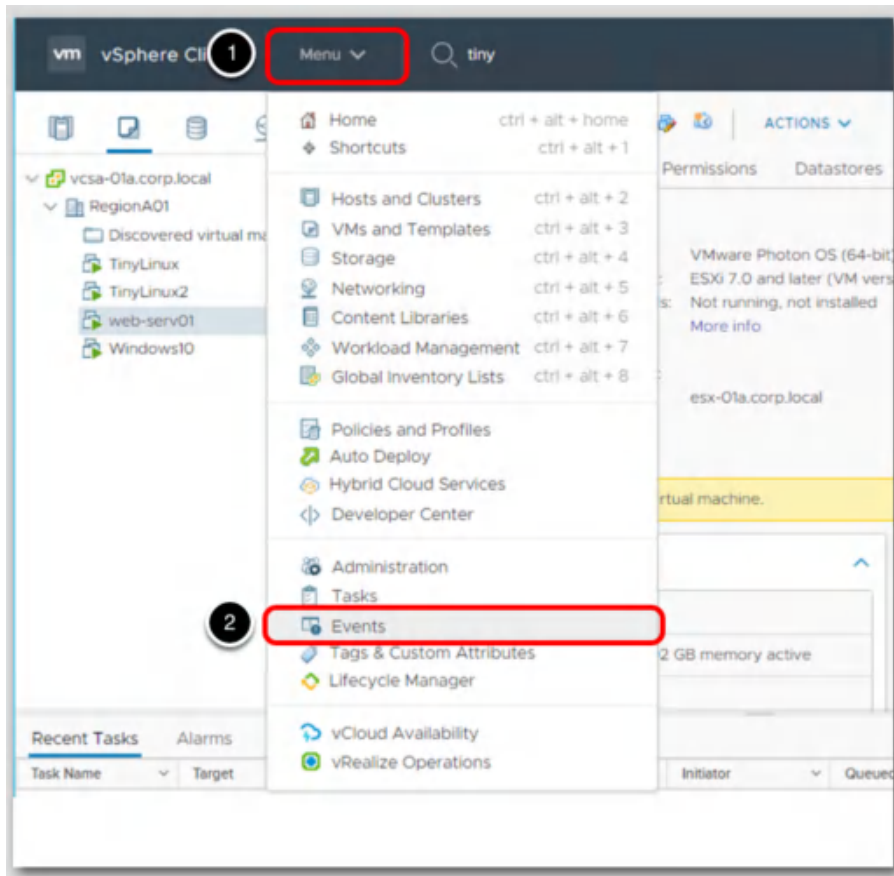 vm vSphere Cli 1 Menu tiny
Home ctrl + alt + home
Shortcuts ctrl + alt + 1
ACTIONS
Permissions Datastores
vcsa-01a.corp.local
RegionA01
Discovered virtual ma
TinyLinux
TinyLinux2
web-serv01
Windows10
Hosts and Clusters ctrl + alt + 2
VMs and Templates ctrl + alt + 3
Storage ctrl + alt + 4
Networking ctrl + alt + 5
Content Libraries ctrl + alt + 6
Workload Management ctrl + alt + 7
Global Inventory Lists ctrl + alt + 8
VMware Photon OS (64-bit)
ESXi 7.0 and later (VM vers
s: Not running, not installed
More info
esx-01a.corp.local
Policies and Profiles
Auto Deploy
Hybrid Cloud Services
Developer Center
rtual machine.
Administration
Tasks
2 Events
Tags & Custom Attributes
Lifecycle Manager
2 GB memory active
vCloud Availability
vRealize Operations
Recent Tasks Alarms
Task Name Target Initiator Queued